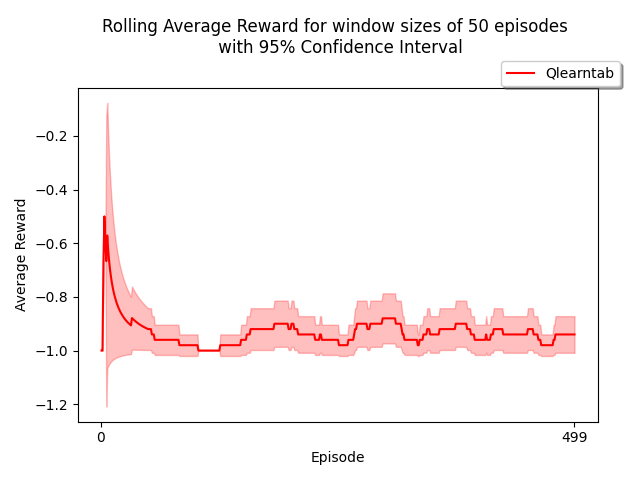 Rolling Average Reward for window sizes of 50 episodes
with 95% Confidence Interval
Qlearntab
Average Reward
−0.2
−0.4
−0.6
−0.8
−1.0
−1.2
0
499
Episode